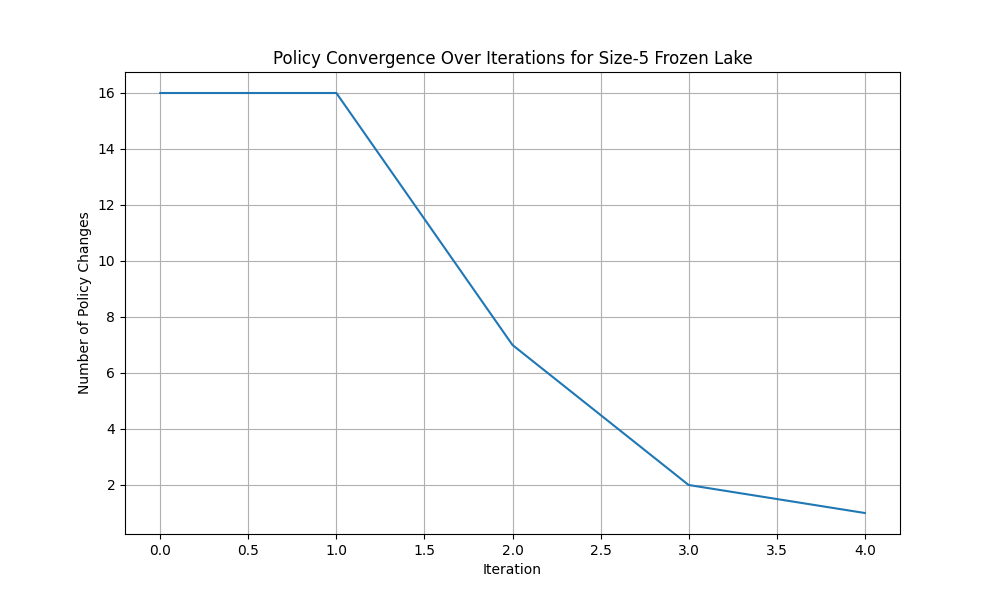 Policy Convergence Over Iterations for Size-5 Frozen Lake
Number of Policy Changes
16
14
12
10
8
6
4
2
0.0 0.5 1.0 1.5 2.0 2.5 3.0 3.5 4.0
Iteration